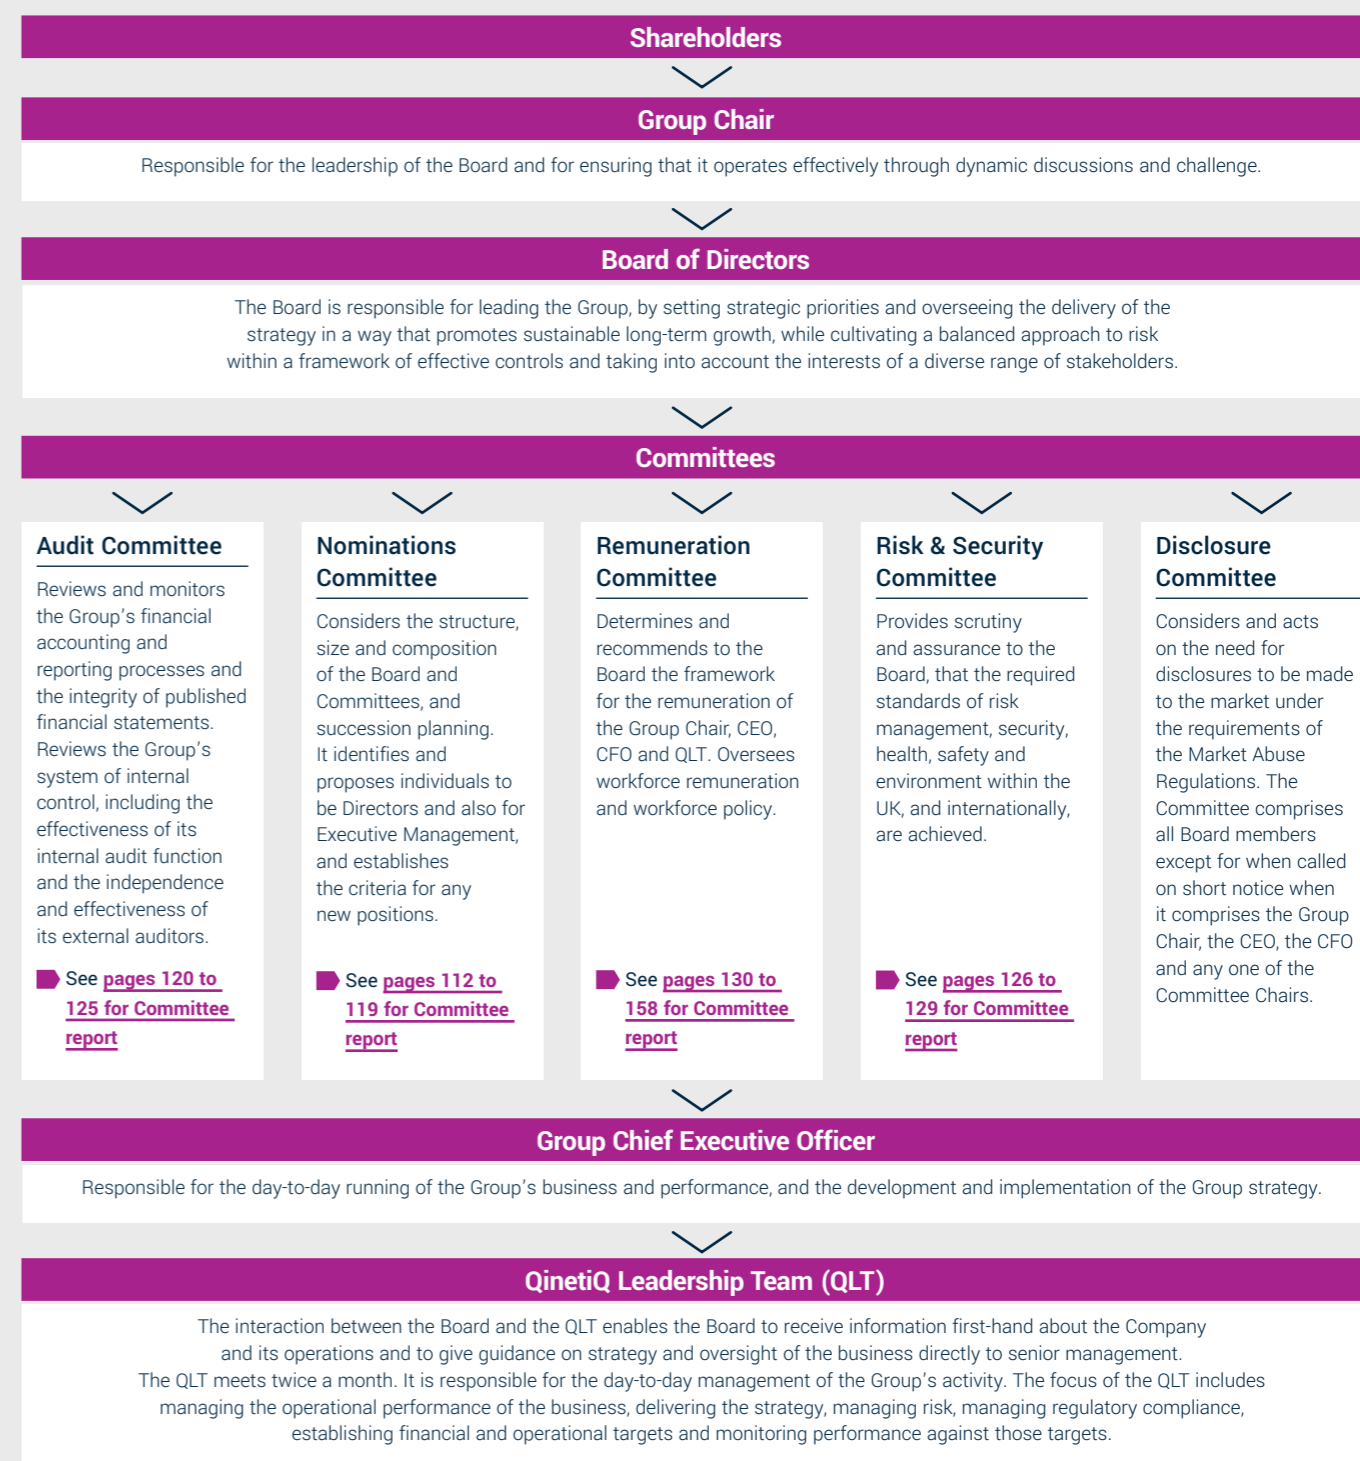 Shareholders
Group Chair
Responsible for the leadership of the Board and for ensuring that it operates effectively through dynamic discussions and challenge.
Board of Directors
The Board is responsible for leading the Group, by setting strategic priorities and overseeing the delivery of the
strategy in a way that promotes sustainable long-term growth, while cultivating a balanced approach to risk
within a framework of effective controls and taking into account the interests of a diverse range of stakeholders.
Committees
Audit Committee
Reviews and monitors
the Group's financial
accounting and
reporting processes and
the integrity of published
financial statements.
Reviews the Group's
system of internal
control, including the
effectiveness of its
internal audit function
and the independence
and effectiveness of
its external auditors.
See pages 120 to
125 for Committee
report
Nominations
Committee
Considers the structure,
size and composition
of the Board and
Committees, and
succession planning.
It identifies and
proposes individuals to
be Directors and also for
Executive Management,
and establishes
the criteria for any
new positions.
See pages 112 to
119 for Committee
report
Remuneration
Committee
Determines and
recommends to the
Board the framework
for the remuneration of
the Group Chair, CEO,
CFO and QLT. Oversees
workforce remuneration
and workforce policy.
See pages 130 to
158 for Committee
report
Risk & Security
Committee
Provides scrutiny
and assurance to the
Board, that the required
standards of risk
management, security,
health, safety and
environment within the
UK, and internationally,
are achieved.
See pages 126 to
129 for Committee
report
Disclosure
Committee
Considers and acts
on the need for
disclosures to be made
to the market under
the requirements of
the Market Abuse
Regulations. The
Committee comprises
all Board members
except for when called
on short notice when
it comprises the Group
Chair, the CEO, the CFO
and any one of the
Committee Chairs.
Group Chief Executive Officer
Responsible for the day-to-day running of the Group's business and performance, and the development and implementation of the Group strategy.
QinetiQ Leadership Team (QLT)
The interaction between the Board and the QLT enables the Board to receive information first-hand about the Company
and its operations and to give guidance on strategy and oversight of the business directly to senior management.
The QLT meets twice a month. It is responsible for the day-to-day management of the Group's activity. The focus of the QLT includes
managing the operational performance of the business, delivering the strategy, managing risk, managing regulatory compliance,
establishing financial and operational targets and monitoring performance against those targets.